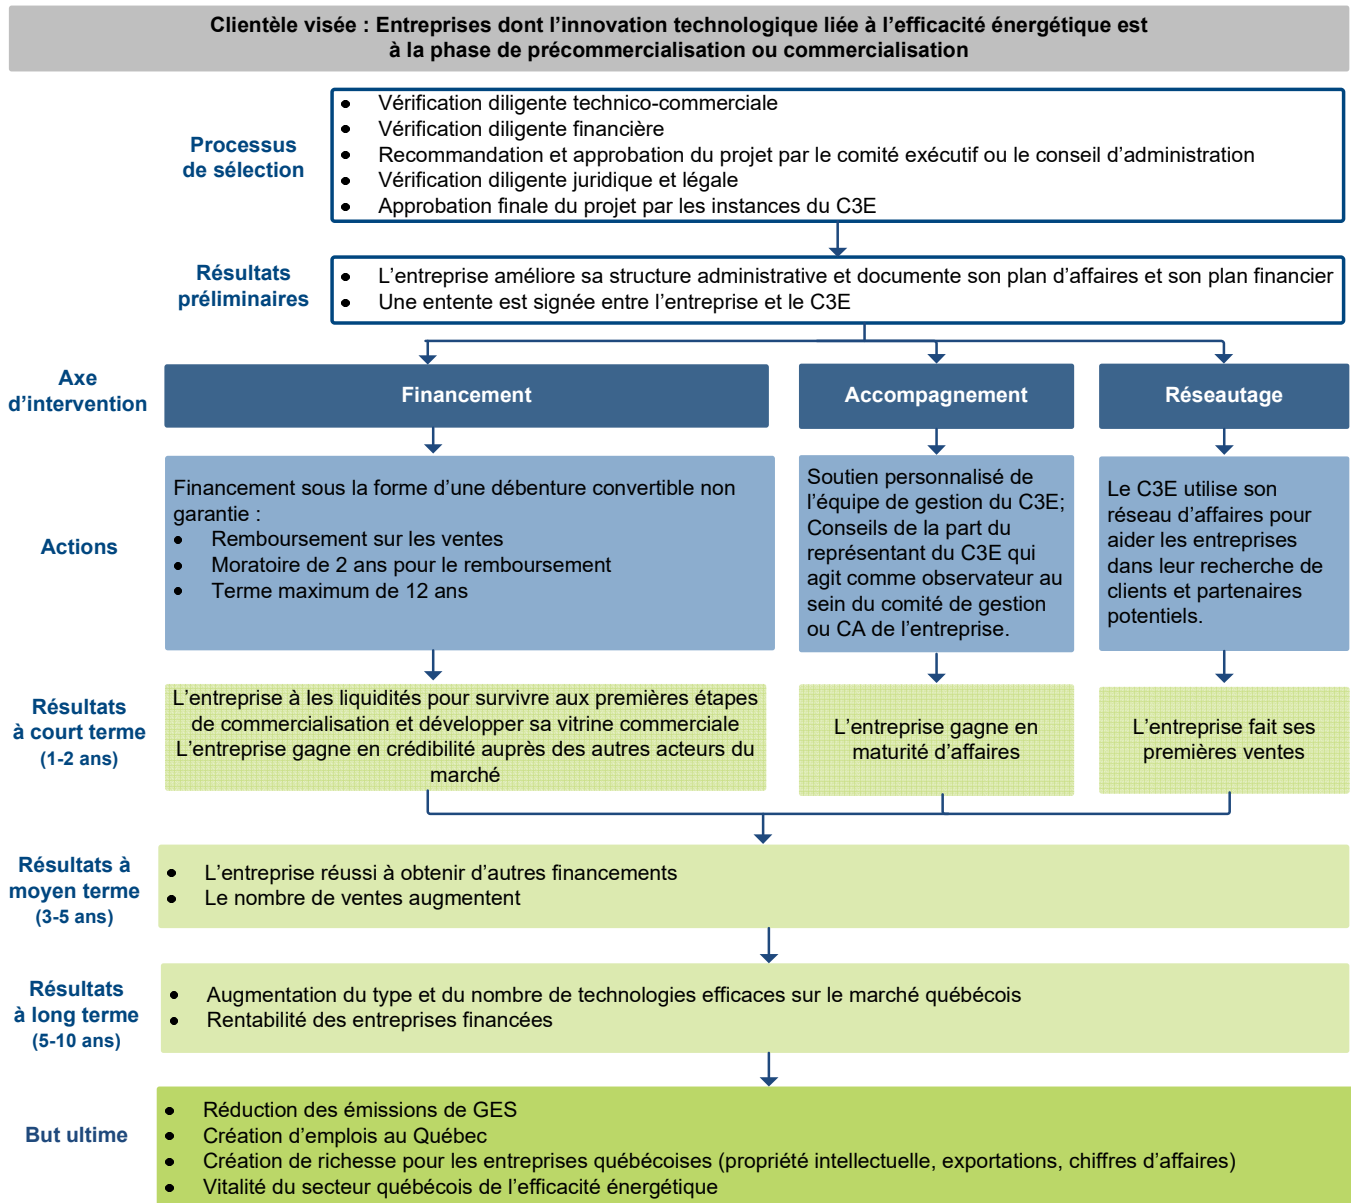 Clientèle visée : Entreprises dont l’innovation technologique liée à l’efficacité énergétique est
à la phase de précommercialisation ou commercialisation
Processus
de sélection
• Vérification diligente technico-commerciale
• Vérification diligente financière
• Recommandation et approbation du projet par le comité exécutif ou le conseil d’administration
• Vérification diligente juridique et légale
• Approbation finale du projet par les instances du C3E
Résultats
préliminaires
• L’entreprise améliore sa structure administrative et documente son plan d’affaires et son plan financier
• Une entente est signée entre l’entreprise et le C3E
Axe
d’intervention
Financement
Accompagnement
Réseautage
Actions
Financement sous la forme d’une débenture convertible non
garantie :
• Remboursement sur les ventes
• Moratoire de 2 ans pour le remboursement
• Terme maximum de 12 ans
Soutien personnalisé de
l’équipe de gestion du C3E;
Conseils de la part du
représentant du C3E qui
agit comme observateur au
sein du comité de gestion
ou CA de l’entreprise.
Le C3E utilise son
réseau d’affaires pour
aider les entreprises
dans leur recherche de
clients et partenaires
potentiels.
Résultats
à court terme
(1-2 ans)
L’entreprise à les liquidités pour survivre aux premières étapes
de commercialisation et développer sa vitrine commerciale
L’entreprise gagne en crédibilité auprès des autres acteurs du
marché
L’entreprise gagne en
maturité d’affaires
L’entreprise fait ses
premières ventes
Résultats à
moyen terme
(3-5 ans)
• L’entreprise réussi à obtenir d’autres financements
• Le nombre de ventes augmentent
Résultats
à long terme
(5-10 ans)
• Augmentation du type et du nombre de technologies efficaces sur le marché québécois
• Rentabilité des entreprises financées
But ultime
• Réduction des émissions de GES
• Création d’emplois au Québec
• Création de richesse pour les entreprises québécoises (propriété intellectuelle, exportations, chiffres d’affaires)
• Vitalité du secteur québécois de l’efficacité énergétique